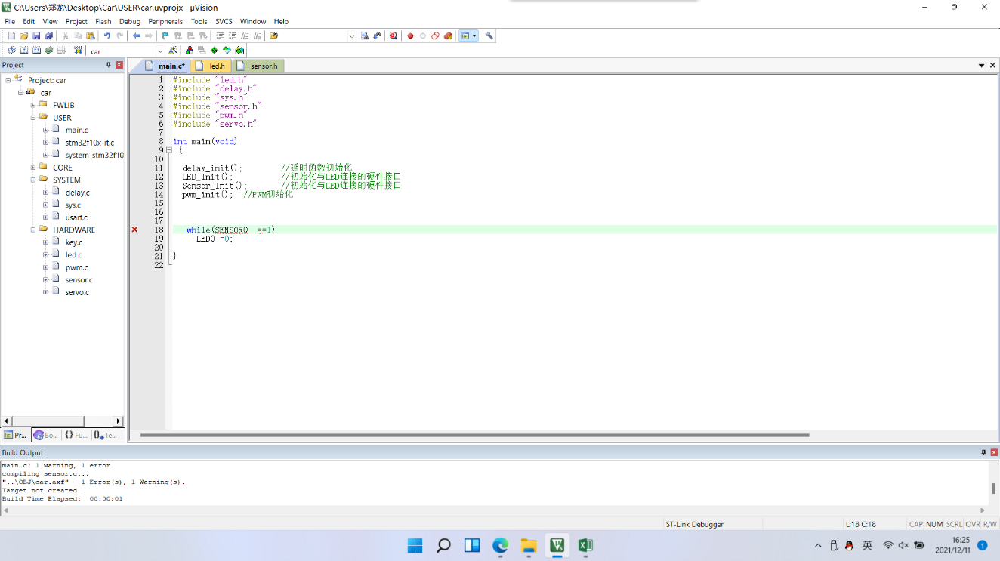 C:\Users\郑龙\Desktop\Car\USER\car.uvprojx - µVision
File Edit View Project Flash Debug Peripherals Tools SVCS Window Help
car
Project
main.c* led.h sensor.h
Project: car
car
FWLIB
USER
main.c
stm32f10x_it.c
system_stm32f10
CORE
SYSTEM
delay.c
sys.c
usart.c
HARDWARE
key.c
led.c
pwm.c
sensor.c
servo.c
Pr... Bo... {} Fu... Te...
1 #include "led.h"
2 #include "delay.h"
3 #include "sys.h"
4 #include "sensor.h"
5 #include "pwm.h"
6 #include "servo.h"
7
8 int main(void)
9 {
10
11 delay_init(); //延时函数初始化
12 LED_Init(); //初始化与LED连接的硬件接口
13 Sensor_Init(); //初始化与LED连接的硬件接口
14 pwm_init(); //PWM初始化
15
16
17
18 while(SENSOR0 ==1)
19 LED0 =0;
20
21 }
22
Build Output
main.c: 1 warning, 1 error
compiling sensor.c...
"..\OBJ\car.axf" - 1 Error(s), 1 Warning(s).
Target not created.
Build Time Elapsed: 00:00:01
ST-Link Debugger L:18 C:18 CAP NUM SCRL OVR R/W
英 16:25
2021/12/11 1